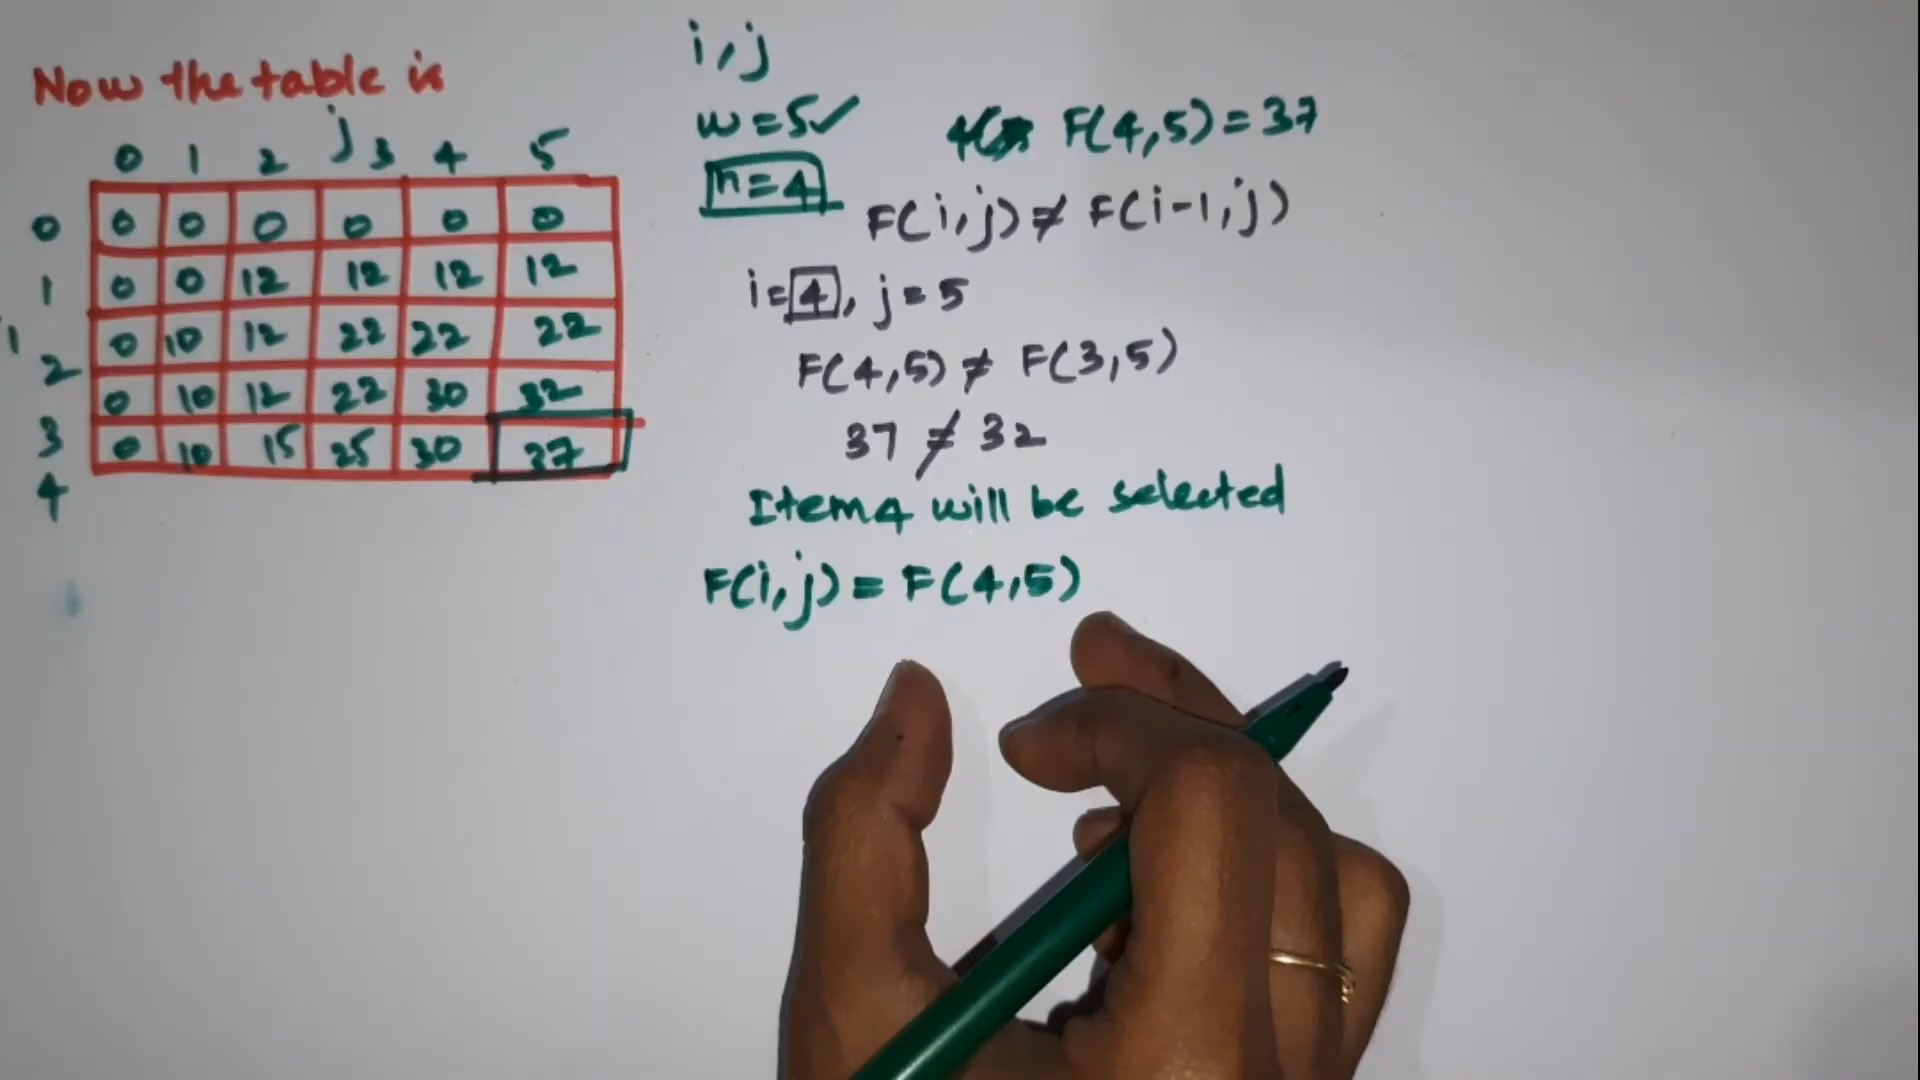 Now the table is
j
0 1 2 3 4 5
0 0 0 0 0 0 0
1 0 0 12 12 12 12
2 0 10 12 22 22 22
3 0 10 12 22 30 32
4 0 10 15 25 30 37
i, j
w=5✓
n=4
F(4,5)=37
F(i,j) ≠ F(i-1,j)
i=4, j=5
F(4,5) ≠ F(3,5)
37 ≠ 32
Item4 will be selected
F(i,j) = F(4,5)